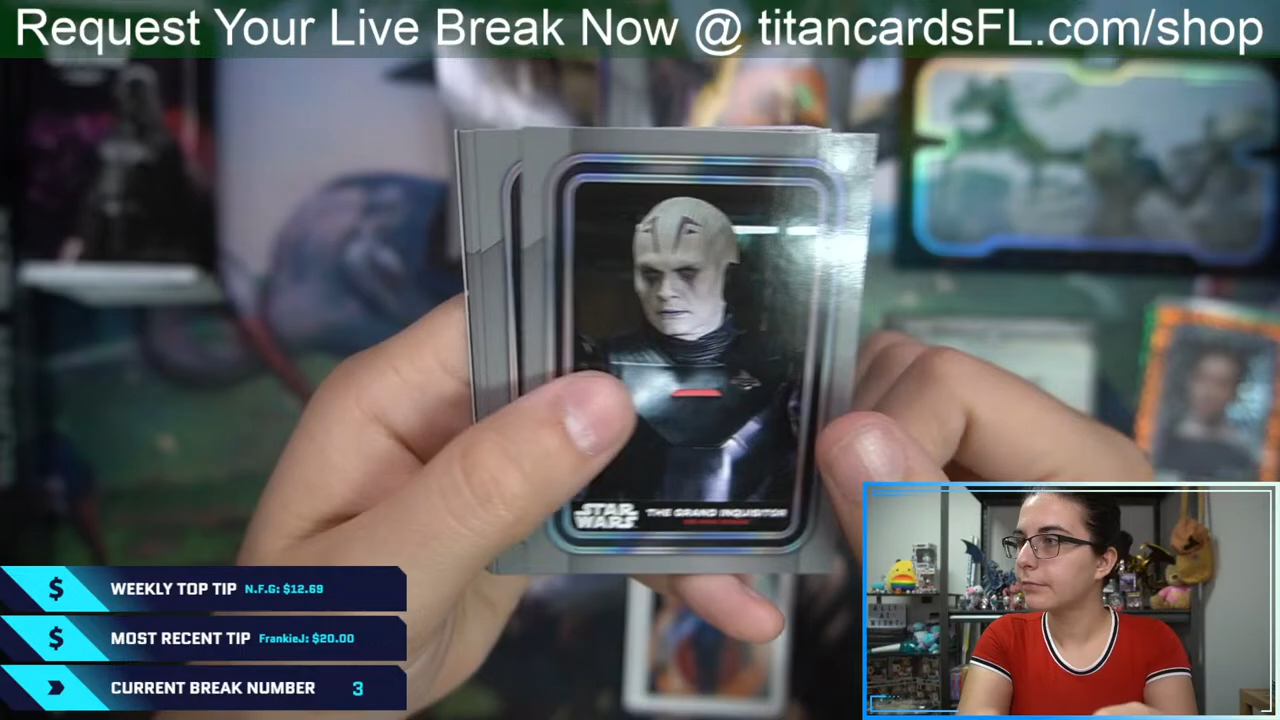 Request Your Live Break Now @ titancardsFL.com/shop
STAR WARS
THE GRAND INQUISITOR
$ WEEKLY TOP TIP N.F.G: $12.69
$ MOST RECENT TIP FrankieJ: $20.00
CURRENT BREAK NUMBER 3